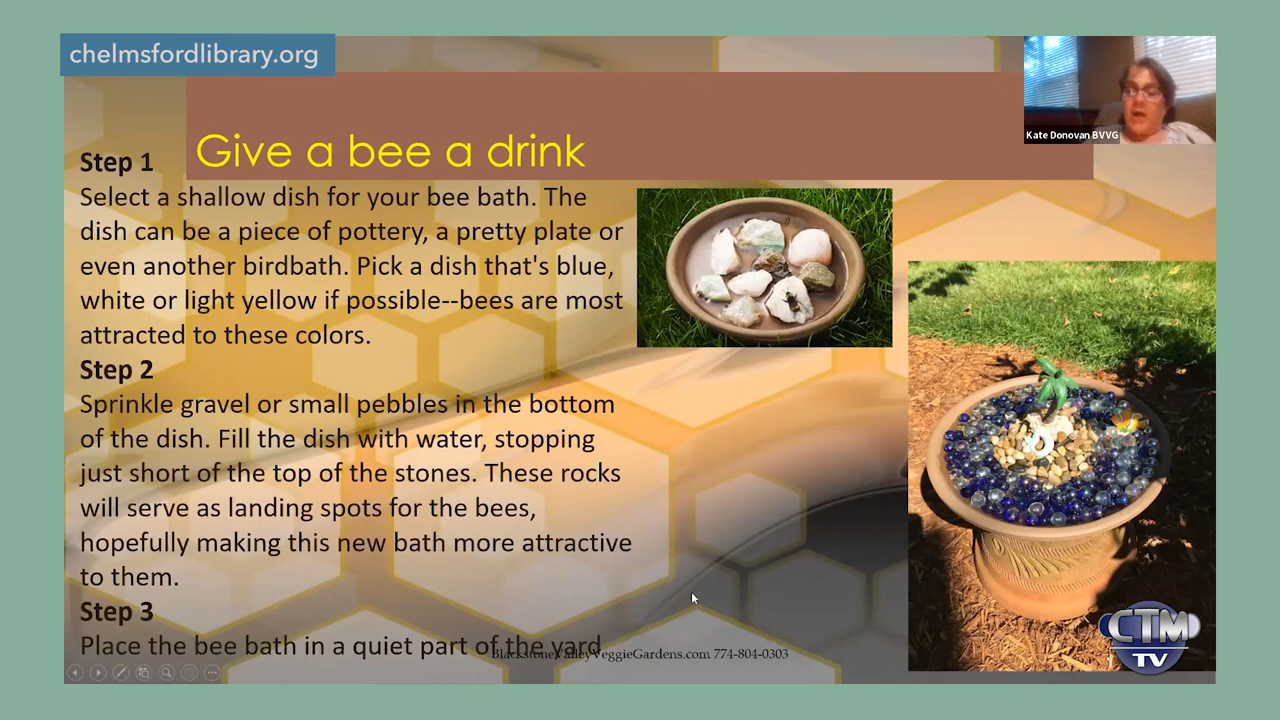 chelmsfordlibrary.org
Kate Donovan BVVG
Give a bee a drink
Step 1
Select a shallow dish for your bee bath. The
dish can be a piece of pottery, a pretty plate or
even another birdbath. Pick a dish that's blue,
white or light yellow if possible--bees are most
attracted to these colors.
Step 2
Sprinkle gravel or small pebbles in the bottom
of the dish. Fill the dish with water, stopping
just short of the top of the stones. These rocks
will serve as landing spots for the bees,
hopefully making this new bath more attractive
to them.
Step 3
Place the bee bath in a quiet part of the yard
BlackstoneValleyVeggieGardens.com 774-804-0303
CTM
TV